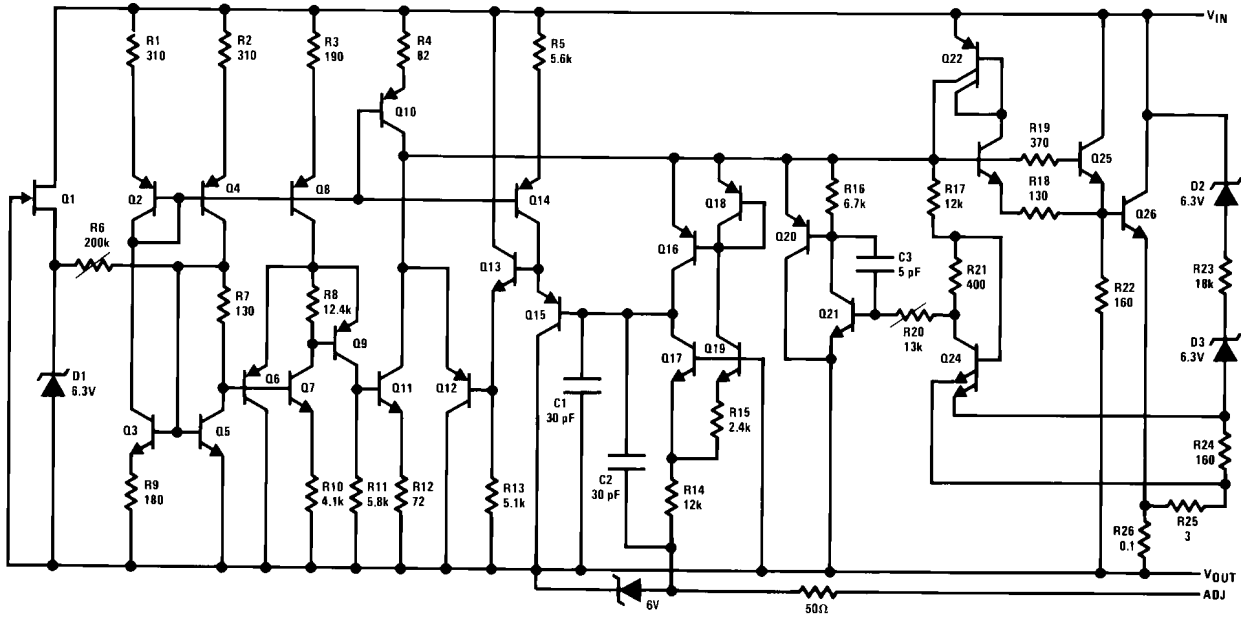 VIN
R1
310
R2
310
R3
190
R4
82
R5
5.6k
Q22
Q10
R19
370
Q25
R18
130
Q26
D2
6.3V
Q1
Q2
Q4
Q8
Q14
Q18
R16
6.7k
R17
12k
R6
200k
Q16
Q20
C3
5 pF
R21
400
R22
160
R23
18k
Q13
R7
130
R8
12.4k
Q15
Q21
R20
13k
D3
6.3V
Q9
Q17
Q19
Q24
D1
6.3V
Q6
Q7
Q11
Q12
C1
30 pF
R15
2.4k
Q3
Q5
R24
160
C2
30 pF
R9
180
R10
4.1k
R11
5.8k
R12
72
R13
5.1k
R14
12k
R26
0.1
R25
3
VOUT
6V
50Ω
ADJ